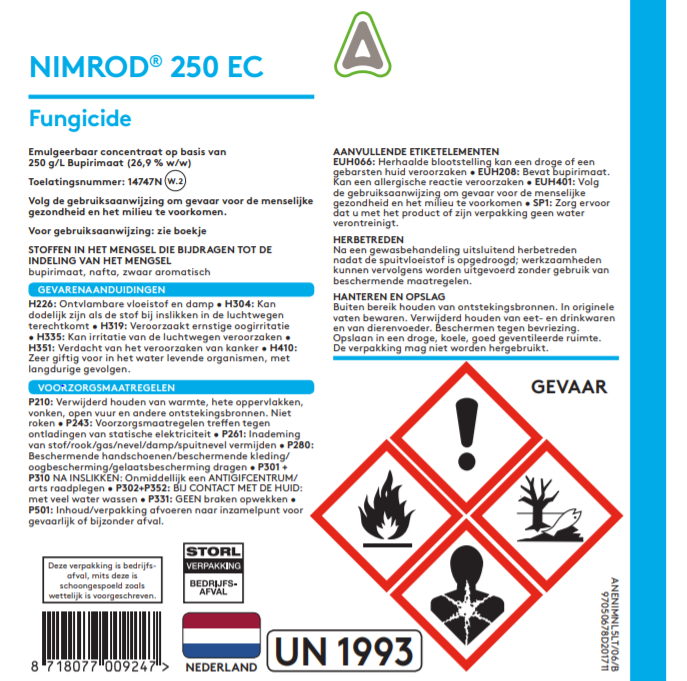 NIMROD® 250 EC
Fungicide
Emulgeerbaar concentraat op basis van
250 g/L Bupirimaat (26,9 % w/w)
Toelatingsnummer: 14747N W.2
Volg de gebruiksaanwijzing om gevaar voor de menselijke
gezondheid en het milieu te voorkomen.
Voor gebruiksaanwijzing: zie boekje
STOFFEN IN HET MENGSEL DIE BIJDRAGEN TOT DE
INDELING VAN HET MENGSEL
bupirimaat, nafta, zwaar aromatisch
GEVARENAANDUIDINGEN
H226: Ontvlambare vloeistof en damp • H304: Kan
dodelijk zijn als de stof bij inslikken in de luchtwegen
terechtkomt • H319: Veroorzaakt ernstige oogirritatie
• H335: Kan irritatie van de luchtwegen veroorzaken •
H351: Verdacht van het veroorzaken van kanker • H410:
Zeer giftig voor in het water levende organismen, met
langdurige gevolgen.
VOORZORGSMAATREGELEN
P210: Verwijderd houden van warmte, hete oppervlakken,
vonken, open vuur en andere ontstekingsbronnen. Niet
roken • P243: Voorzorgsmaatregelen treffen tegen
ontladingen van statische elektriciteit • P261: Inademing
van stof/rook/gas/nevel/damp/spuitnevel vermijden • P280:
Beschermende handschoenen/beschermende kleding/
oogbescherming/gelaatsbescherming dragen • P301 +
P310 NA INSLIKKEN: Onmiddellijk een ANTIGIFCENTRUM/
arts raadplegen • P302+P352: BIJ CONTACT MET DE HUID:
met veel water wassen • P331: GEEN braken opwekken •
P501: Inhoud/verpakking afvoeren naar inzamelpunt voor
gevaarlijk of bijzonder afval.
Deze verpakking is bedrijfs-
afval, mits deze is
schoongespoeld zoals
wettelijk is voorgeschreven.
STORL
VERPAKKING
BEDRIJFS-
AFVAL
8 718077 009247 >
NEDERLAND
UN 1993
AANVULLENDE ETIKETELEMENTEN
EUH066: Herhaalde blootstelling kan een droge of een
gebarsten huid veroorzaken • EUH208: Bevat bupirimaat.
Kan een allergische reactie veroorzaken • EUH401: Volg
de gebruiksaanwijzing om gevaar voor de menselijke
gezondheid en het milieu te voorkomen • SP1: Zorg ervoor
dat u met het product of zijn verpakking geen water
verontreinigt.
HERBETREDEN
Na een gewasbehandeling uitsluitend herbetreden
nadat de spuitvloeistof is opgedroogd; werkzaamheden
kunnen vervolgens worden uitgevoerd zonder gebruik van
beschermende maatregelen.
HANTEREN EN OPSLAG
Buiten bereik houden van ontstekingsbronnen. In originele
vaten bewaren. Verwijderd houden van eet- en drinkwaren
en van dierenvoeder. Beschermen tegen bevriezing.
Opslaan in een droge, koele, goed geventileerde ruimte.
De verpakking mag niet worden hergebruikt.
GEVAAR
ANENIMNL5LT/06/B
97050678D201711